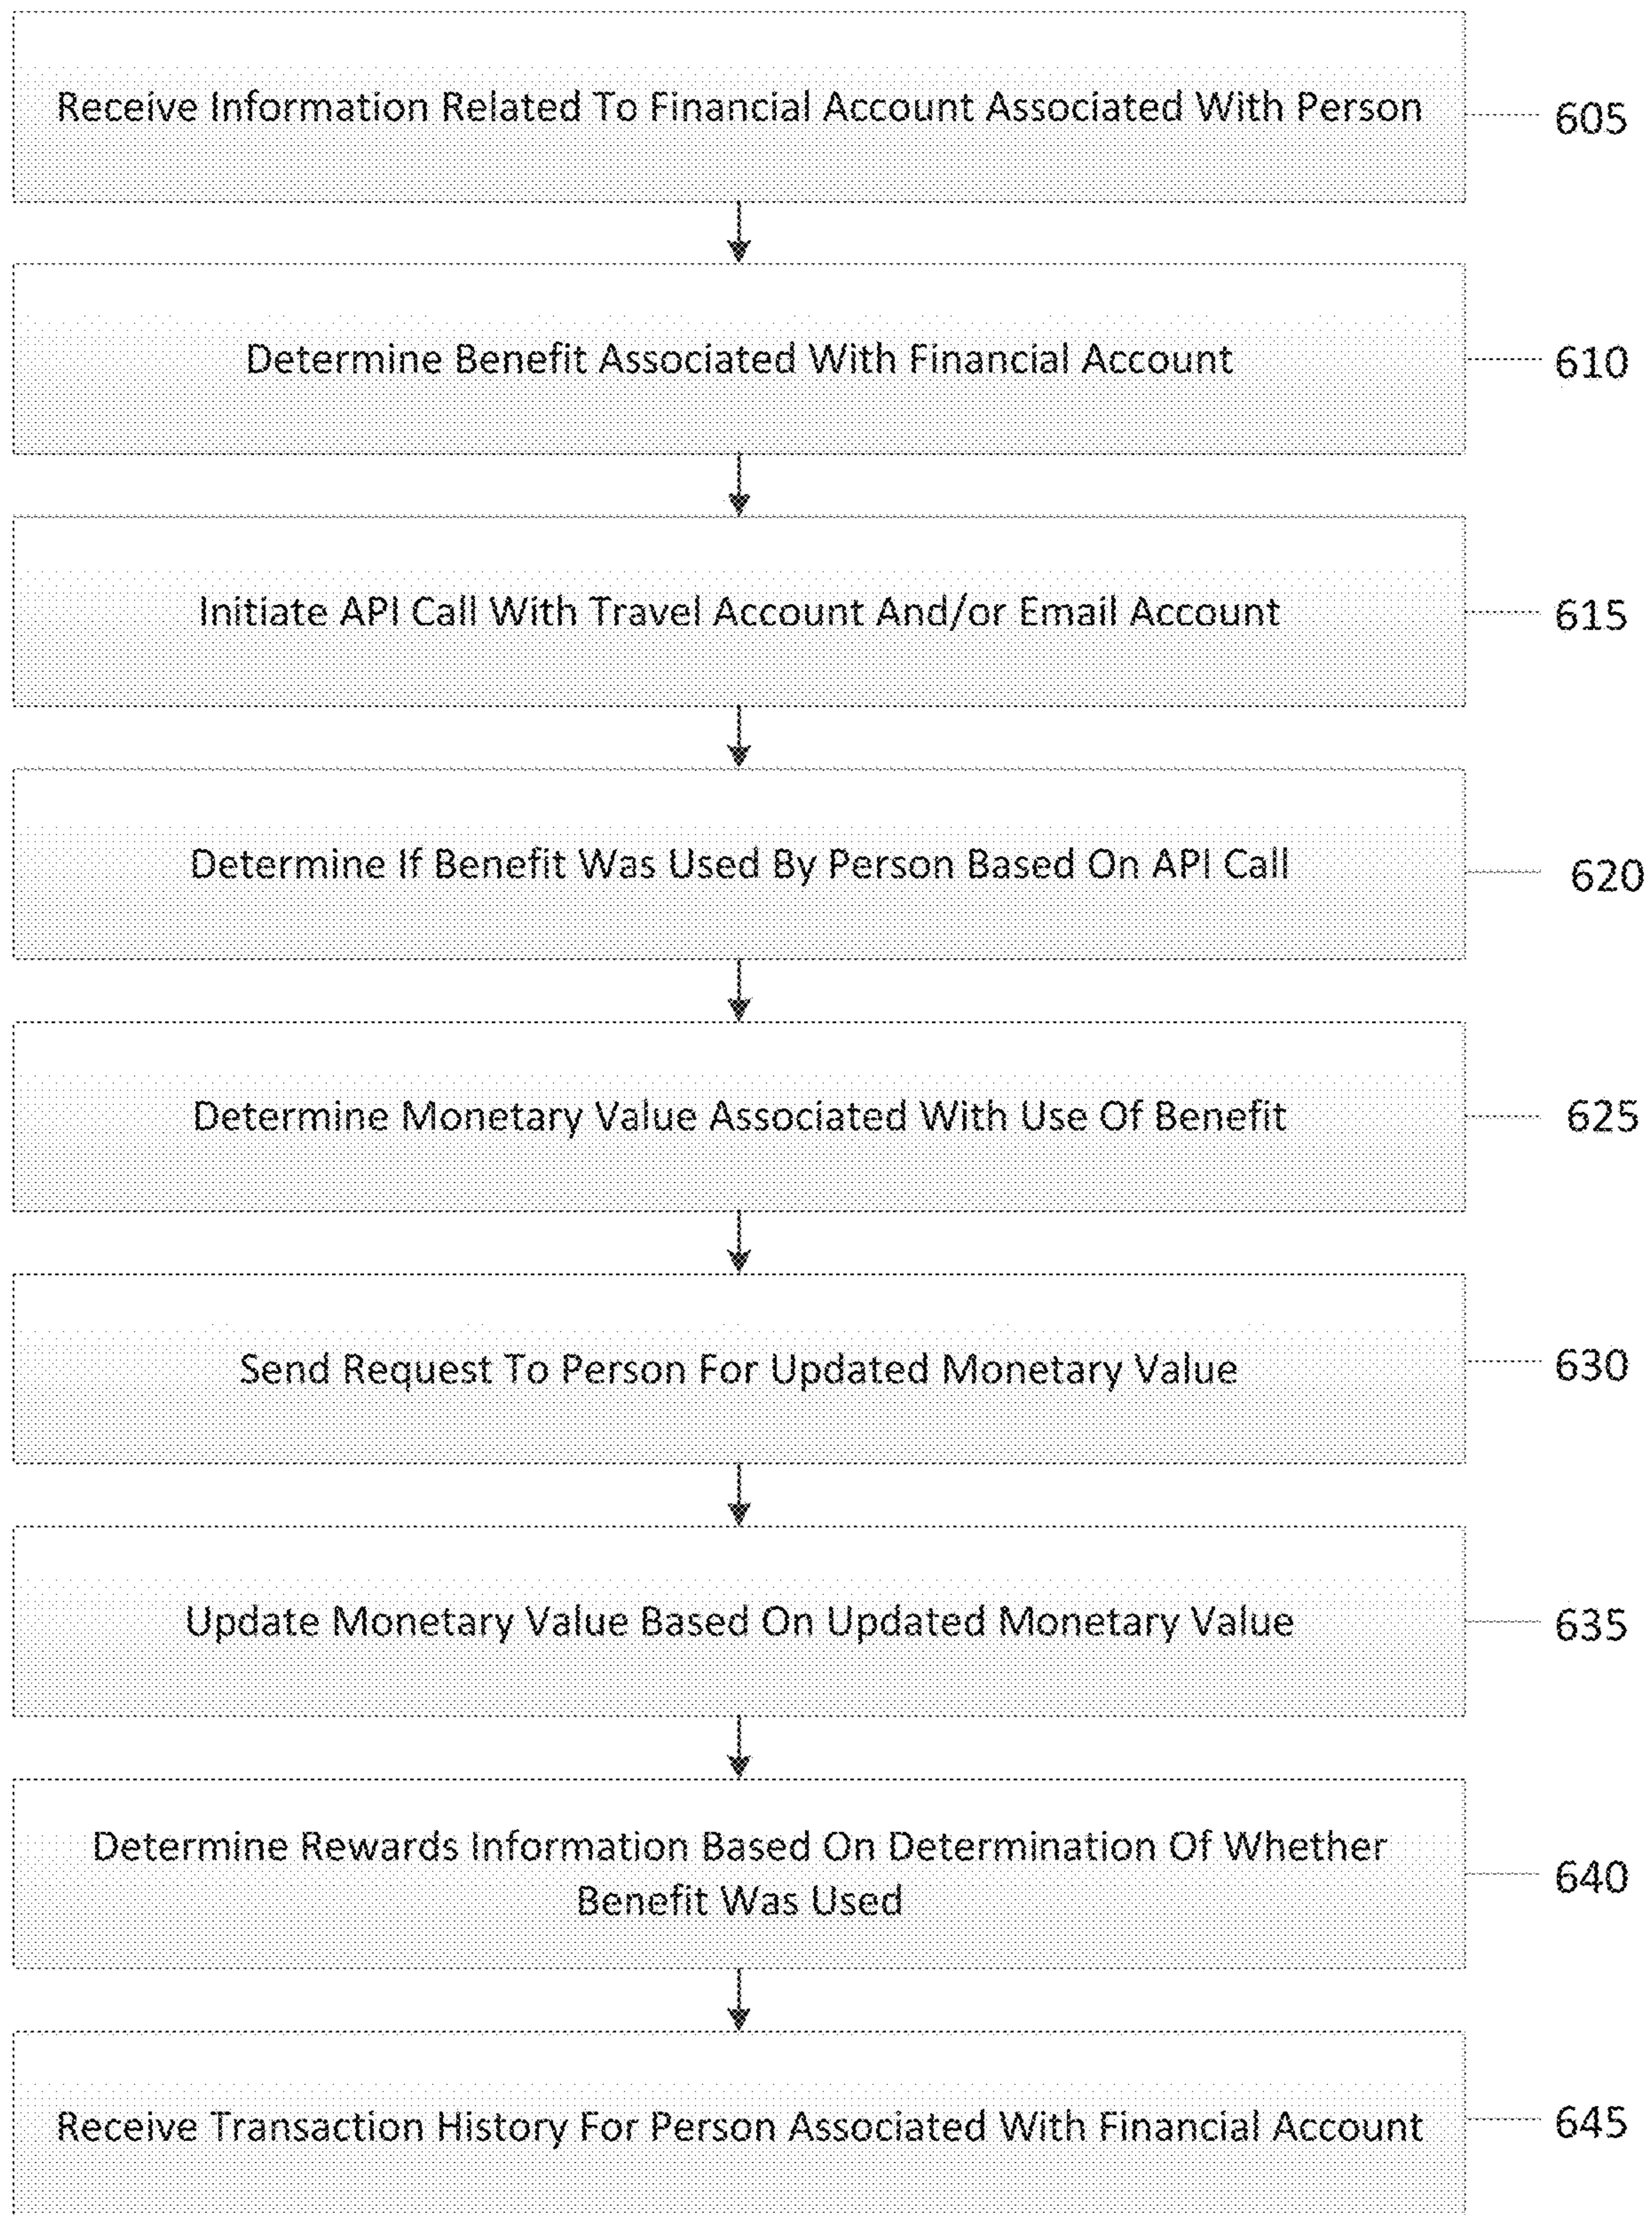 Receive Information Related To Financial Account Associated With Person
605
Determine Benefit Associated With Financial Account
610
Initiate API Call With Travel Account And/or Email Account
615
Determine If Benefit Was Used By Person Based On API Call
620
Determine Monetary Value Associated With Use Of Benefit
625
Send Request To Person For Updated Monetary Value
630
Update Monetary Value Based On Updated Monetary Value
635
Determine Rewards Information Based On Determination Of Whether
Benefit Was Used
640
Receive Transaction History For Person Associated With Financial Account
645